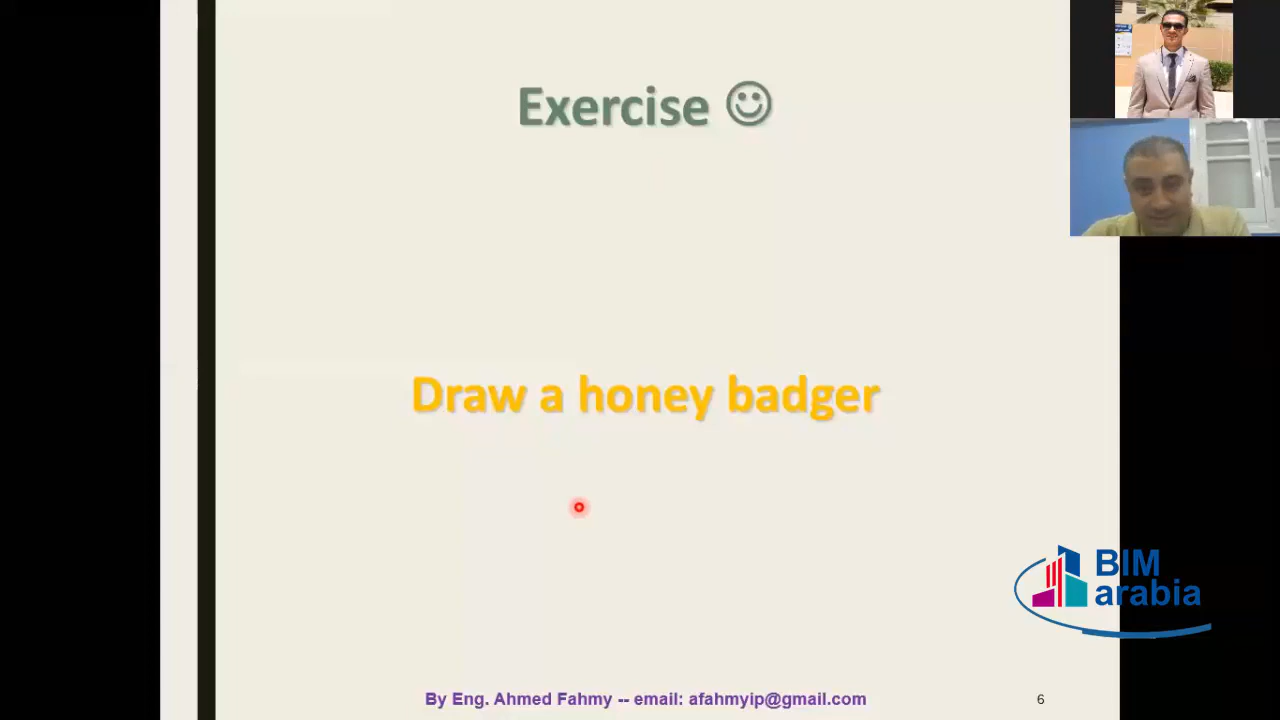 Exercise ☺
Draw a honey badger
BIM
arabia
By Eng. Ahmed Fahmy -- email: afahmyip@gmail.com
6